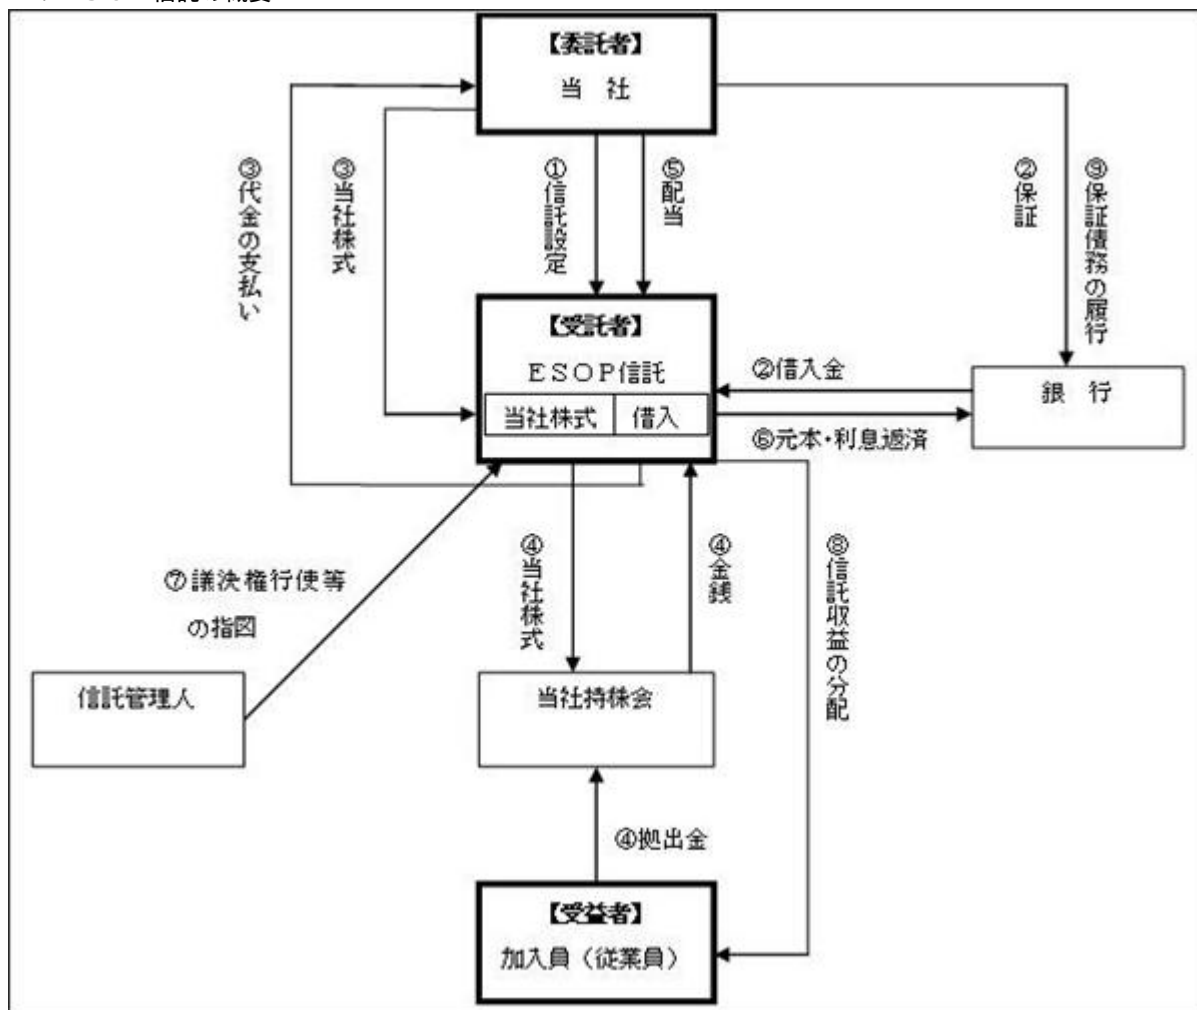 【委託者】
当 社
③代金の支払い
③当社株式
①信託設定
⑤配当
②保証
⑨保証債務の履行
【受託者】
ESOP信託
当社株式
借入
②借入金
⑥元本・利息返済
銀 行
⑦議決権行使等
の指図
④当社株式
④金銭
⑧信託収益の分配
信託管理人
当社持株会
④拠出金
【受益者】
加入員(従業員)